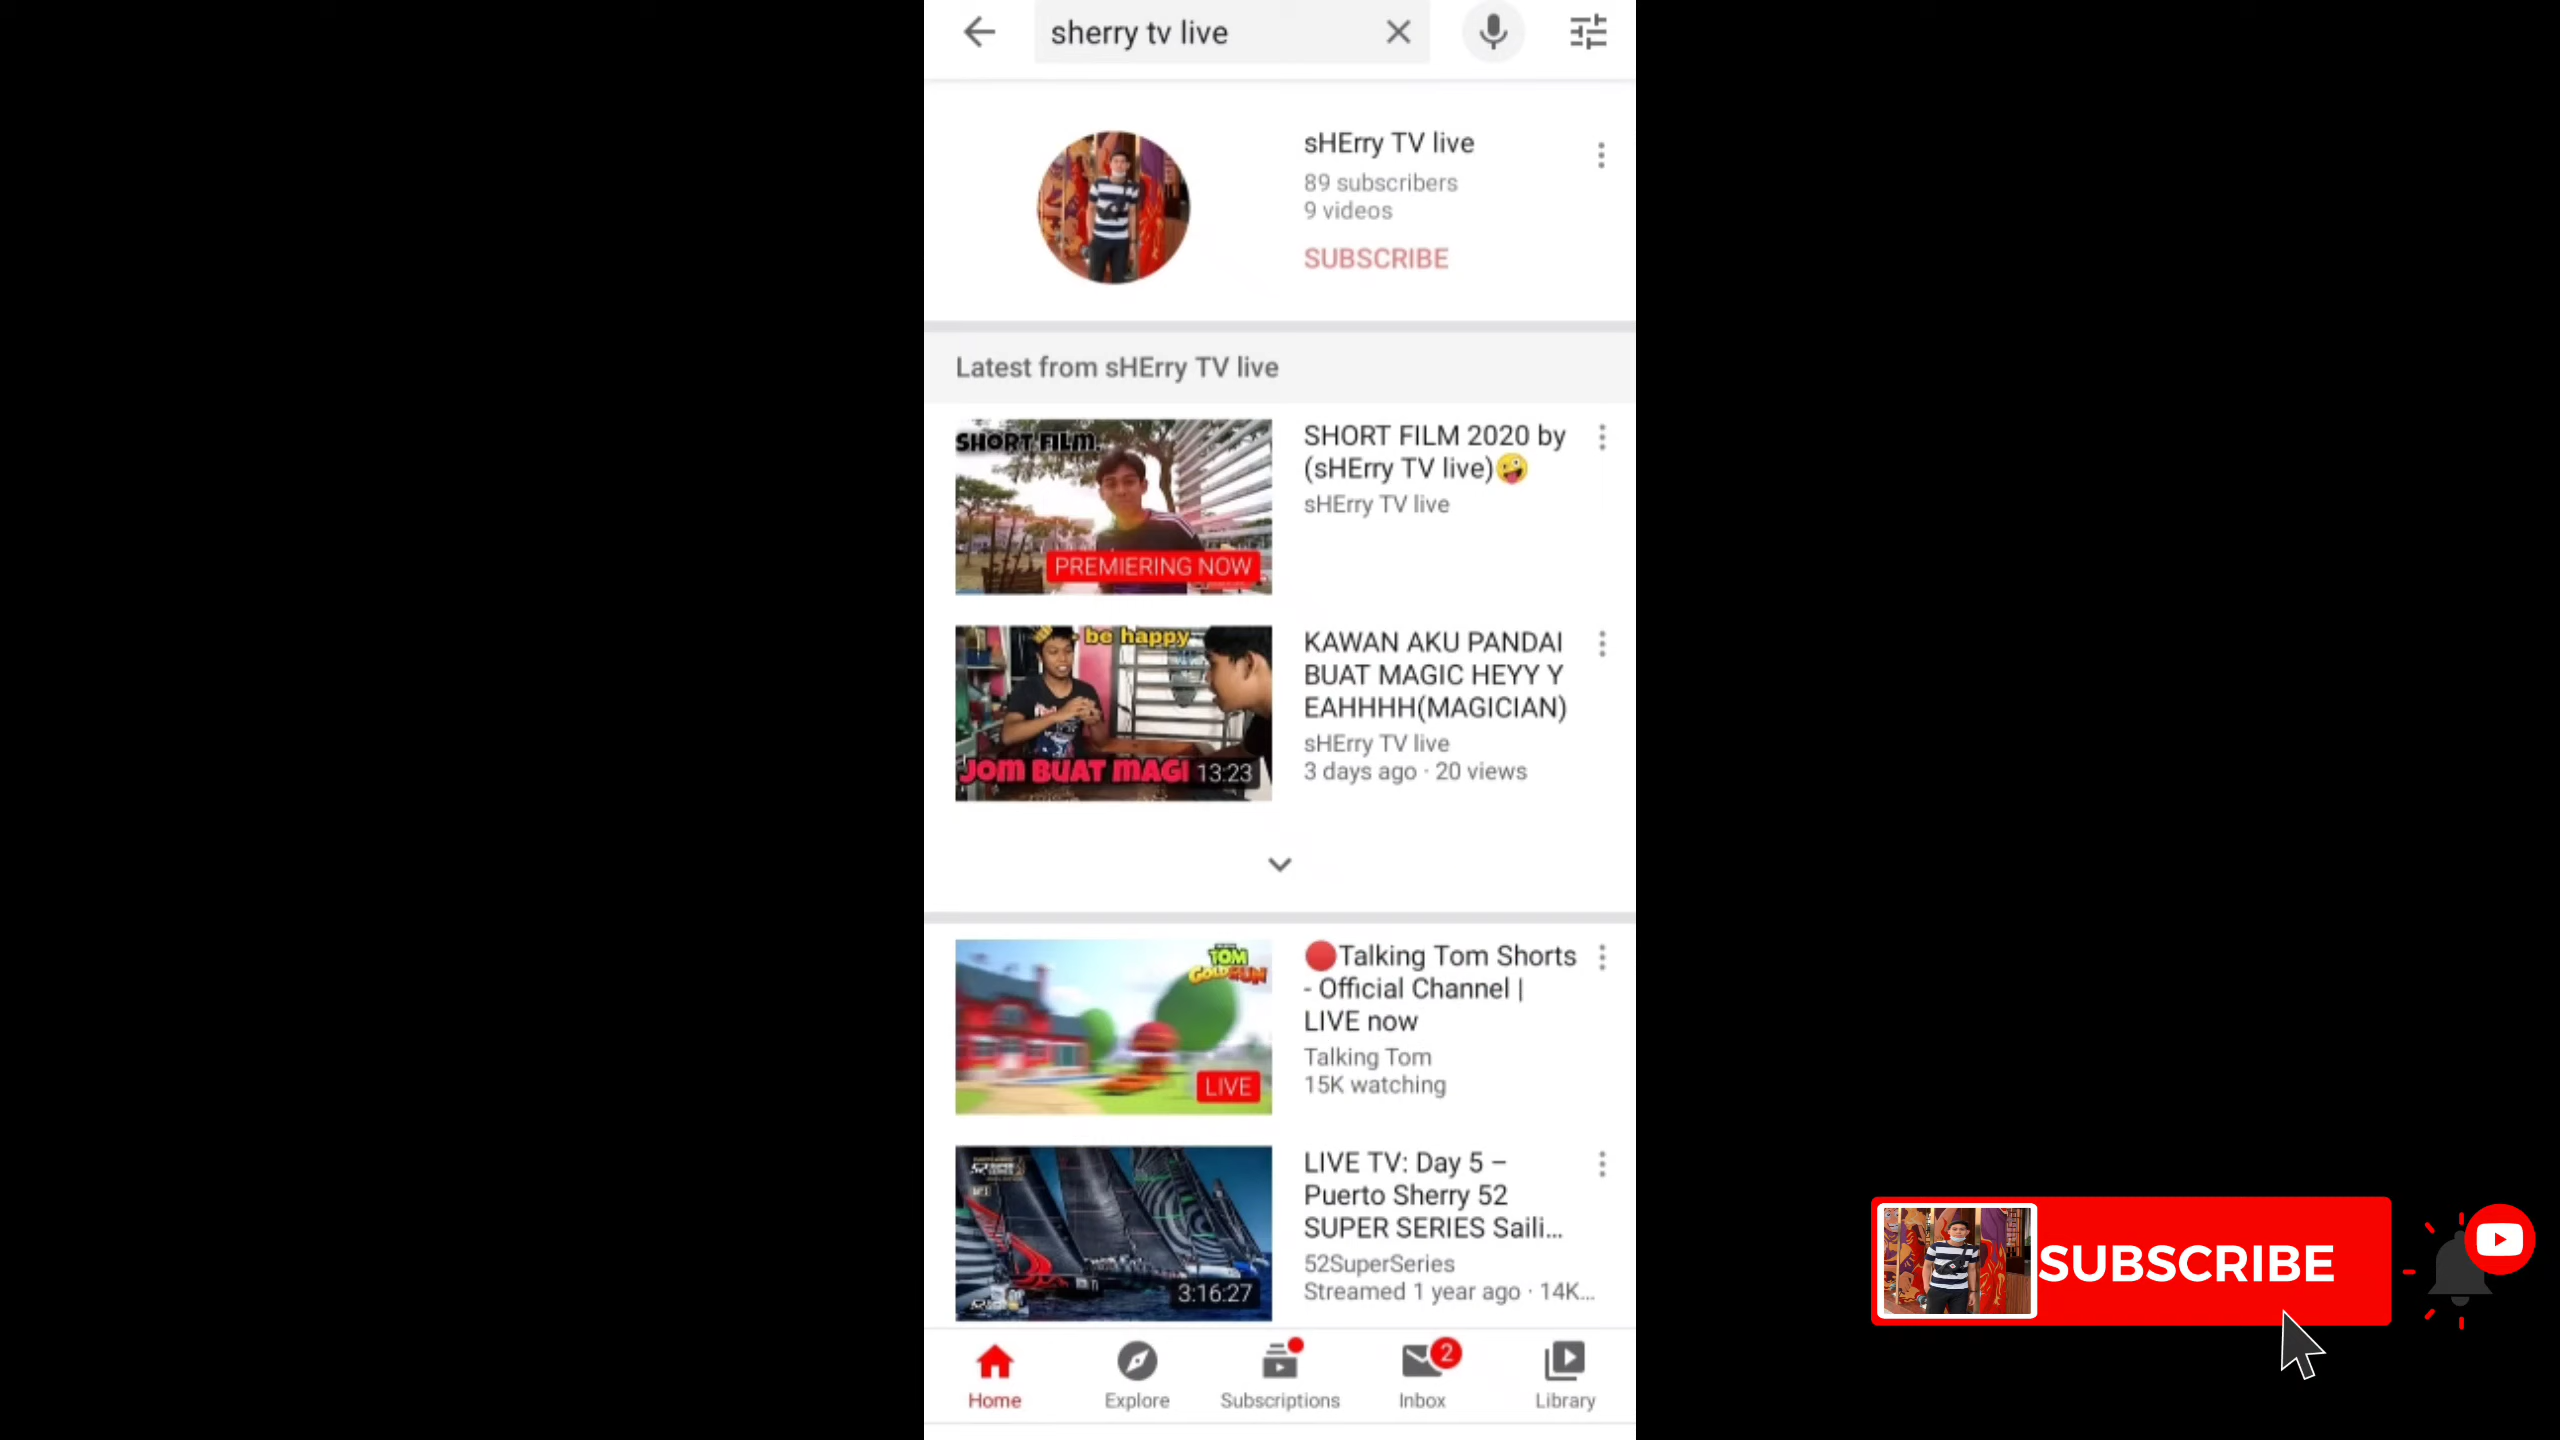 sherry tv live
sHErry TV live
89 subscribers
9 videos
SUBSCRIBE
Latest from sHErry TV live
SHORT FILM
PREMIERING NOW
SHORT FILM 2020 by
(sHErry TV live)🤪
sHErry TV live
be happy
JOM BUAT MAGI
13:23
KAWAN AKU PANDAI
BUAT MAGIC HEYY Y
EAHHHH(MAGICIAN)
sHErry TV live
3 days ago · 20 views
TOM
GOLD RUN
LIVE
🔴Talking Tom Shorts
- Official Channel |
LIVE now
Talking Tom
15K watching
3:16:27
LIVE TV: Day 5 –
Puerto Sherry 52
SUPER SERIES Saili...
52SuperSeries
Streamed 1 year ago · 14K...
SUBSCRIBE
Home
Explore
Subscriptions
2
Inbox
Library